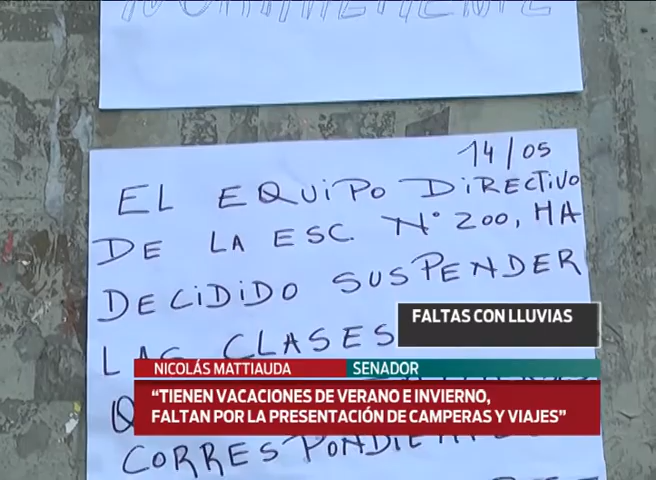 14/05
EL EQUIPO DIRECTIVO
DE LA ESC. N° 200, HA
DECIDIDO SUSPENDER
LAS CLASES
FALTAS CON LLUVIAS
NICOLÁS MATTIAUDA SENADOR
“TIENEN VACACIONES DE VERANO E INVIERNO,
FALTAN POR LA PRESENTACIÓN DE CAMPERAS Y VIAJES”